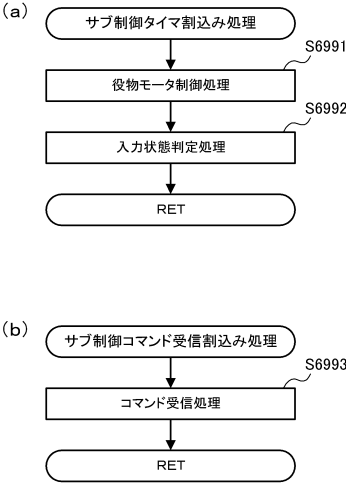 (a)
サブ制御タイマ割込み処理
S6991
役物モータ制御処理
S6992
入力状態判定処理
RET
(b)
サブ制御コマンド受信割込み処理
S6993
コマンド受信処理
RET